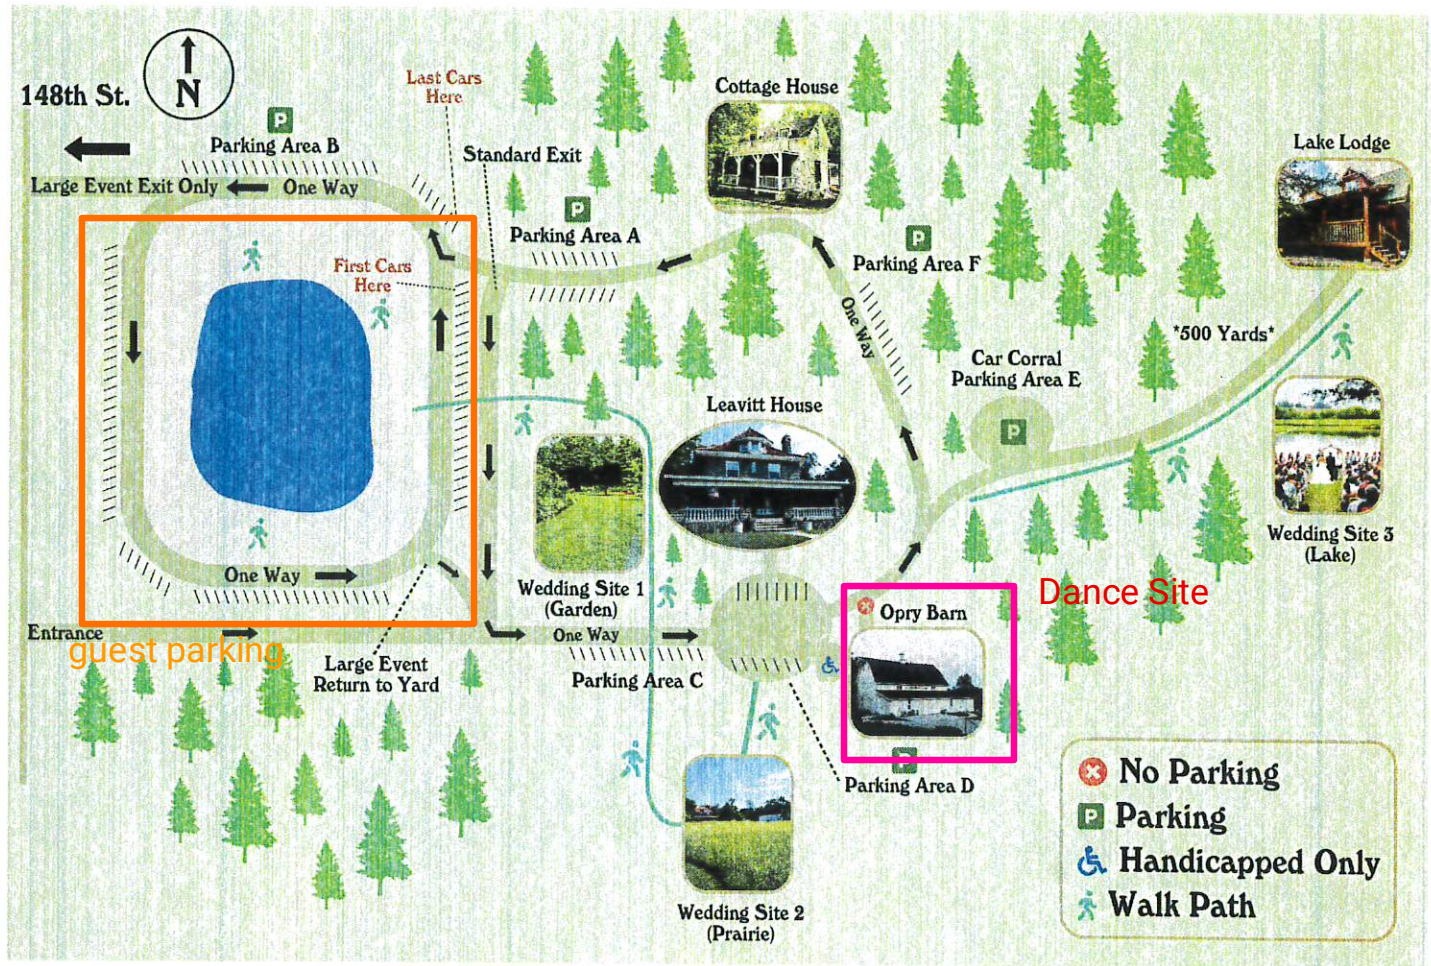 N
148th St.
P
Parking Area B
Large Event Exit Only
One Way
Last Cars
Here
Standard Exit
P
Parking Area A
Cottage House
P
Parking Area F
Lake Lodge
First Cars
Here
One Way
*500 Yards*
Car Corral
Parking Area E
P
Leavitt House
Wedding Site 1
(Garden)
Wedding Site 3
(Lake)
One Way
Entrance
guest parking
Large Event
Return to Yard
One Way
Parking Area C
Opry Barn
Dance Site
P
Parking Area D
Wedding Site 2
(Prairie)
No Parking
P Parking
Handicapped Only
Walk Path